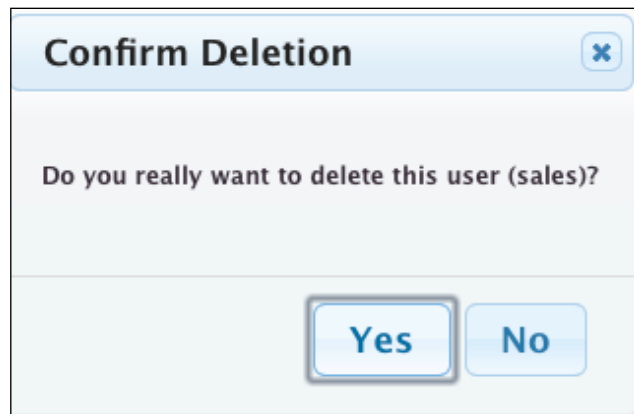 Confirm Deletion
Do you really want to delete this user (sales)?
Yes No